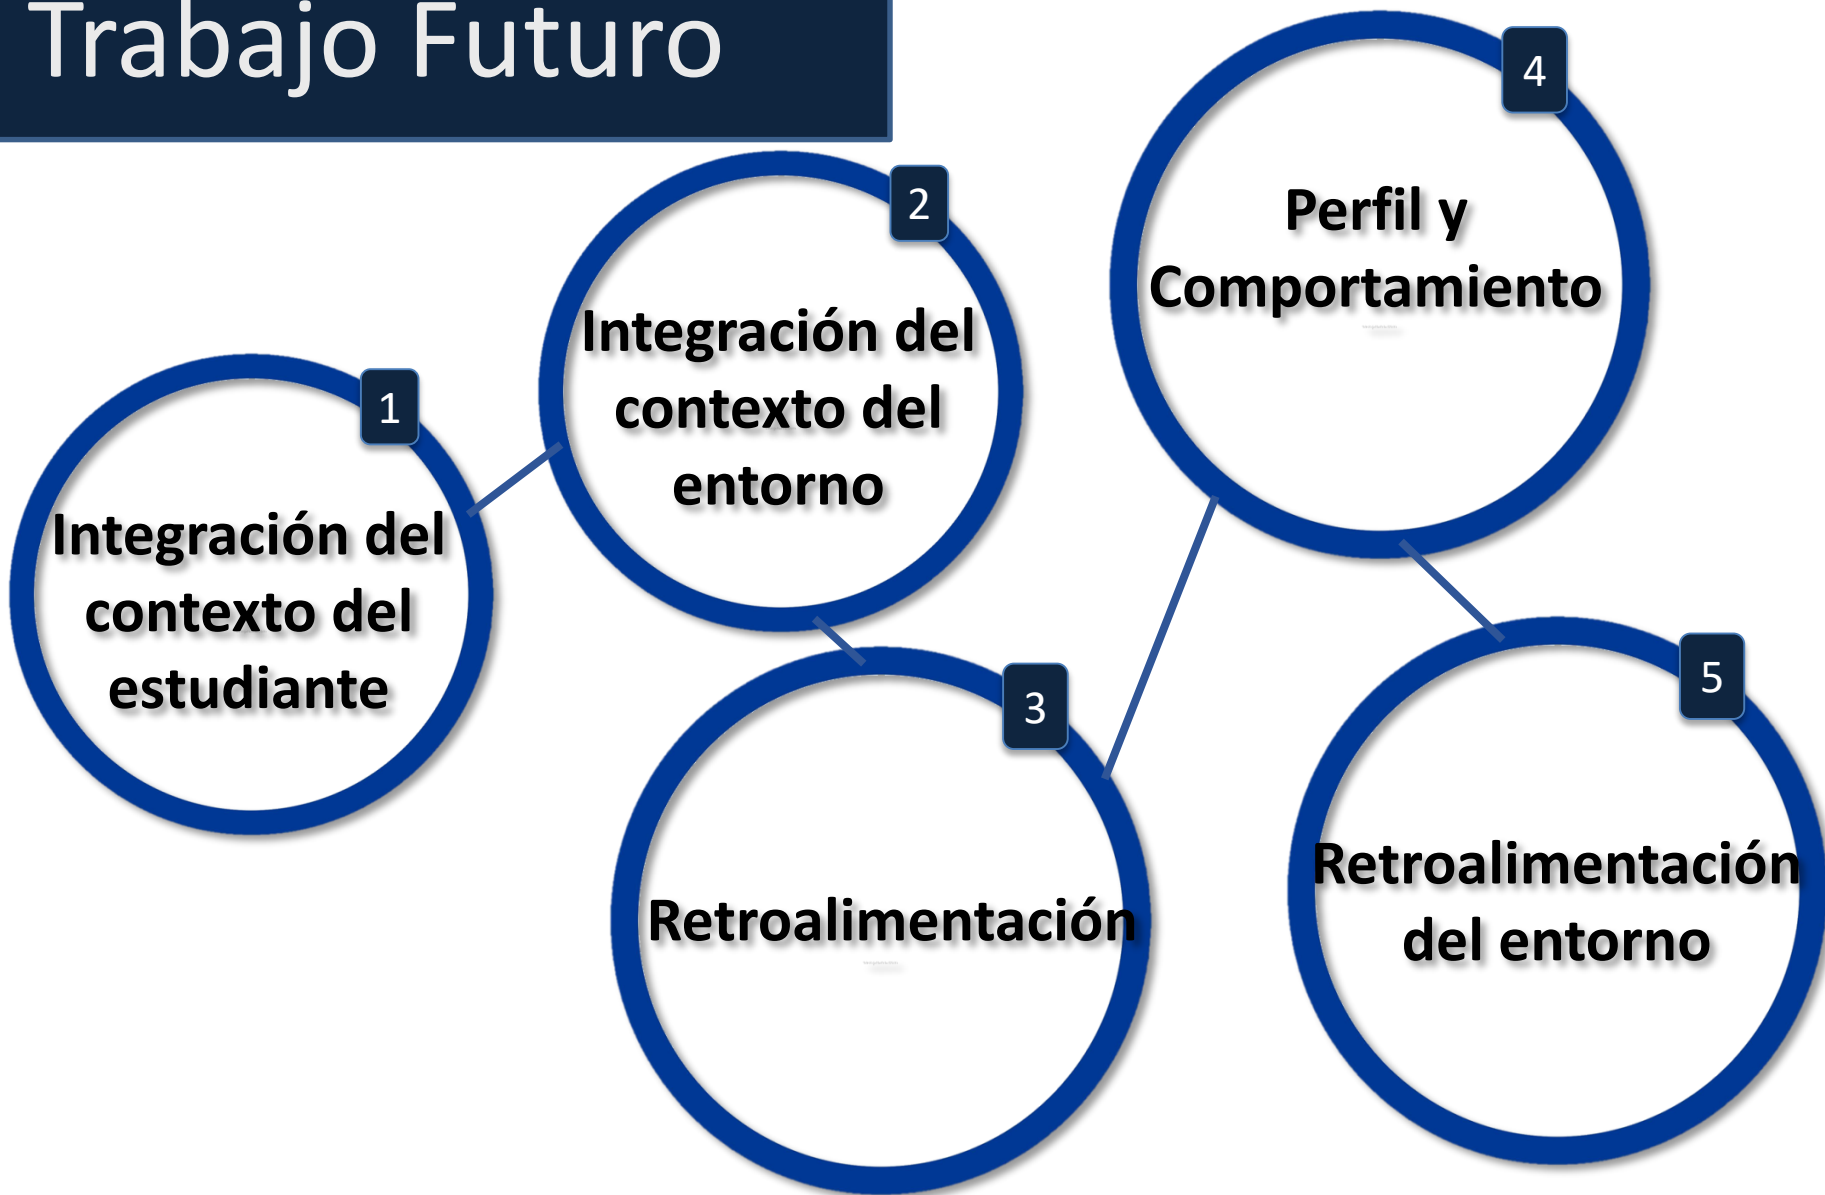 Trabajo Futuro
1
Integración del
contexto del
estudiante
2
Integración del
contexto del
entorno
3
Retroalimentación
4
Perfil y
Comportamiento
5
Retroalimentación
del entorno